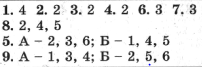 1. 4 2. 2 3. 2 4. 2 6. 3 7. 3
8. 2, 4, 5
5. А – 2, 3, 6; Б – 1, 4, 5
9. А – 1, 3, 4; Б – 2, 5, 6